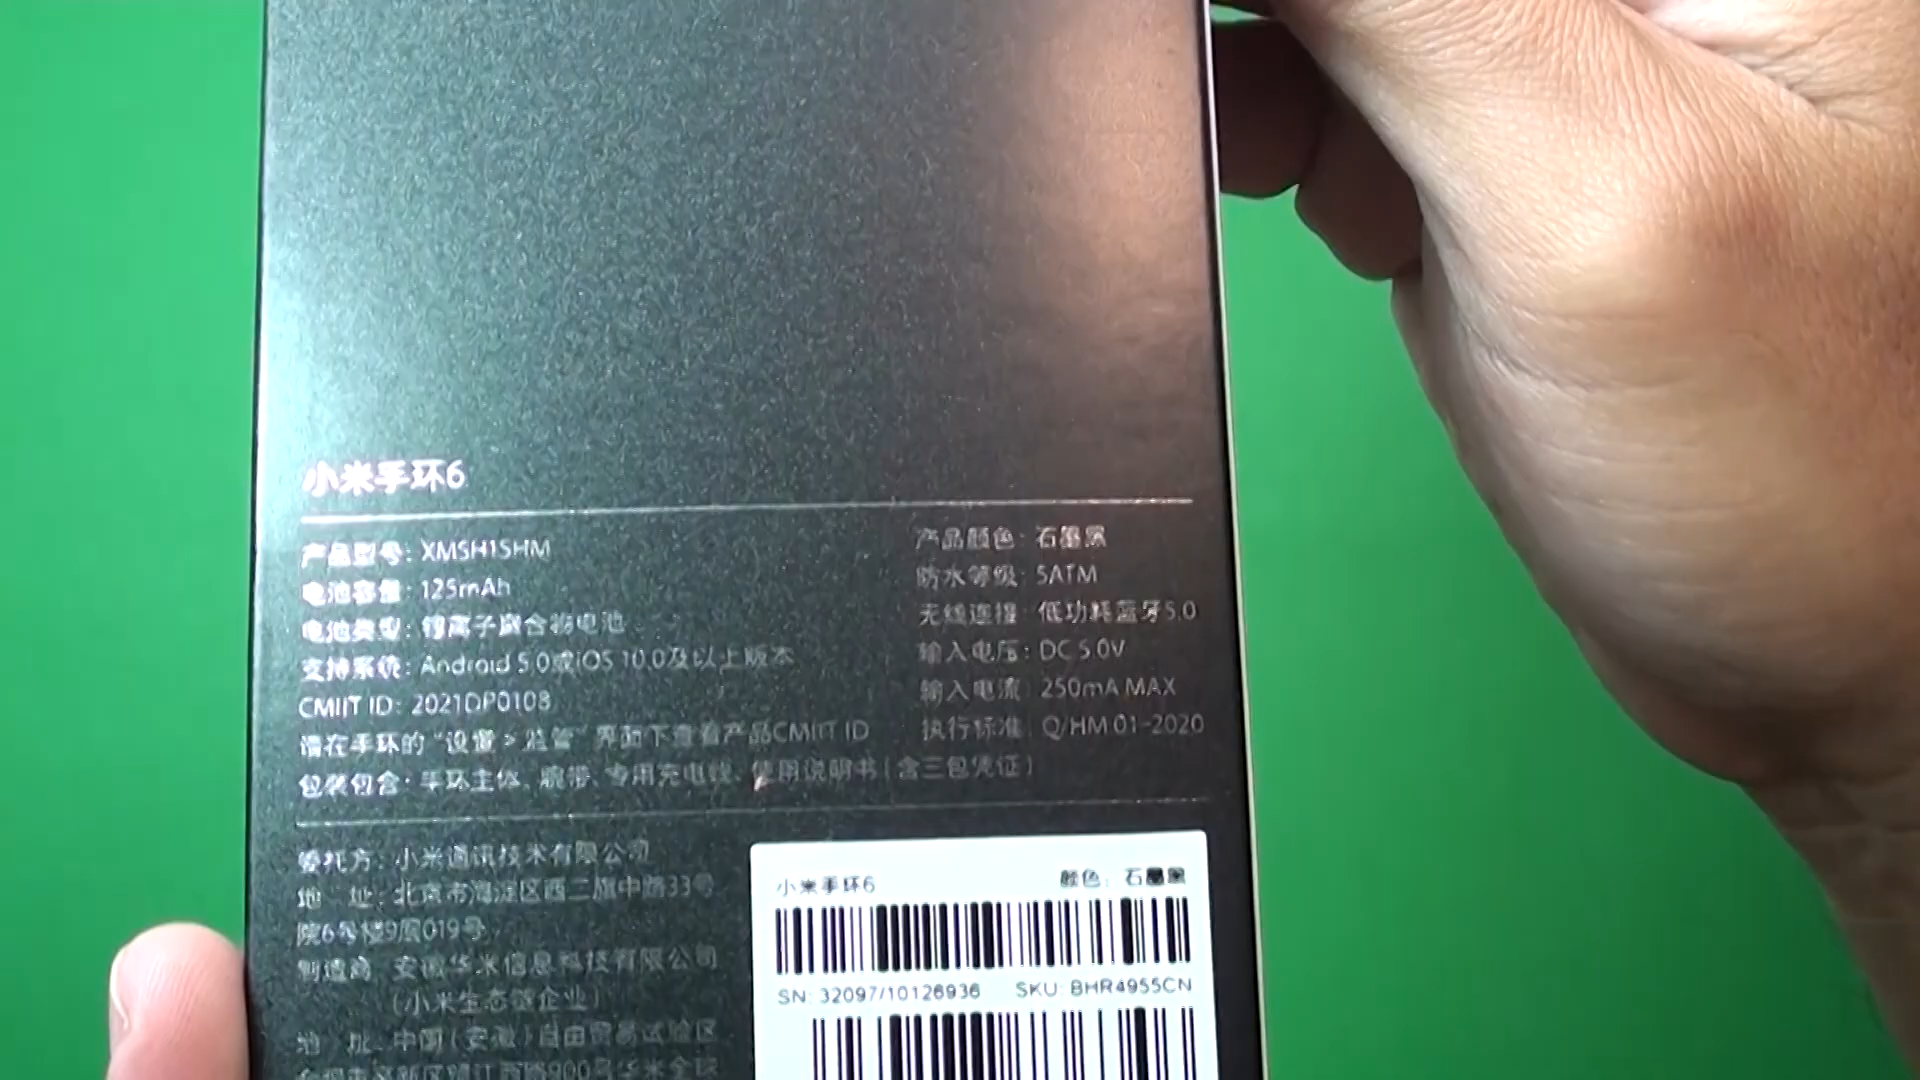 小米手环6
产品型号: XMSH15HM
产品颜色: 石墨黑
电池容量: 125mAh
防水等级: 5ATM
电池类型: 锂离子聚合物电池
无线连接: 低功耗蓝牙5.0
支持系统: Android 5.0或iOS 10.0及以上版本
输入电压: DC 5.0V
CMIIT ID: 2021DP0108
输入电流: 250mA MAX
请在手环的“设置 > 监管”界面下查看产品CMIIT ID
执行标准: Q/HM 01-2020
包装包含: 手环主体、腕带、专用充电线、使用说明书(含三包凭证)
委托方: 小米通讯技术有限公司
地 址: 北京市海淀区西二旗中路33号
院6号楼9层019号
制造商: 安徽华米信息科技有限公司
(小米生态链企业)
地 址: 中国(安徽)自由贸易试验区
小米手环6 颜色: 石墨黑
SN: 32097/10126936 SKU: BHR4955CN